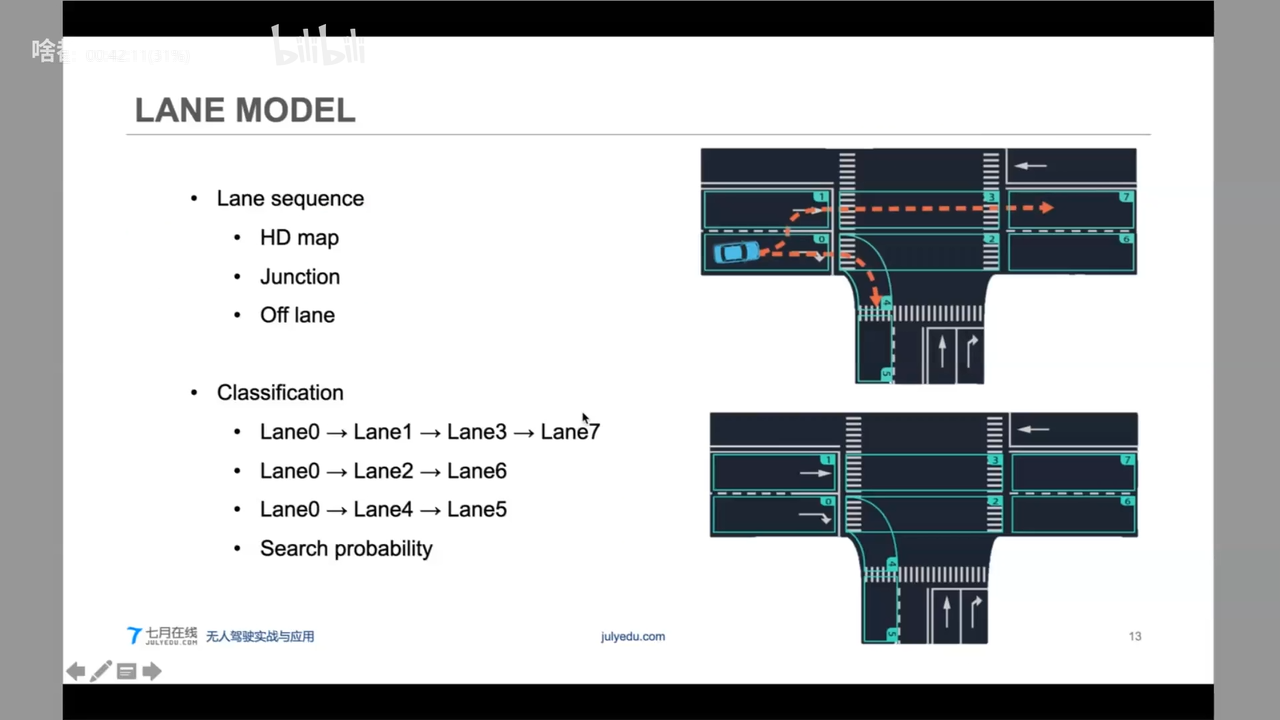 bilibili
00:42:11(31%)
LANE MODEL
• Lane sequence
• HD map
• Junction
• Off lane
• Classification
• Lane0 → Lane1 → Lane3 → Lane7
• Lane0 → Lane2 → Lane6
• Lane0 → Lane4 → Lane5
• Search probability
1
3
7
0
2
6
4
5
1
3
7
0
2
6
4
5
七月在线
JULYEDU.COM
无人驾驶实战与应用
julyedu.com
13